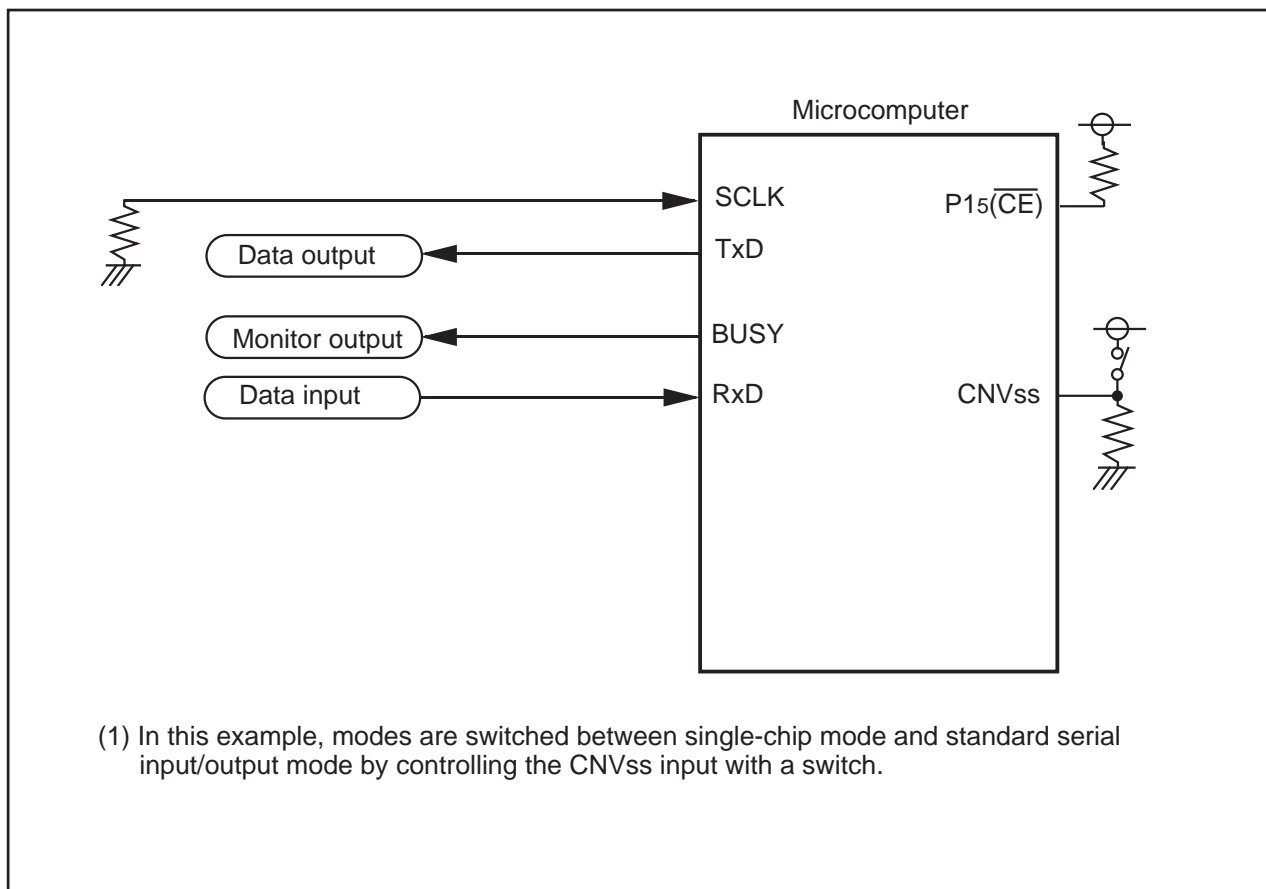 Microcomputer
SCLK
P15(CE)
Data output
TxD
Monitor output
BUSY
Data input
RxD
CNVss
(1) In this example, modes are switched between single-chip mode and standard serial
input/output mode by controlling the CNVss input with a switch.